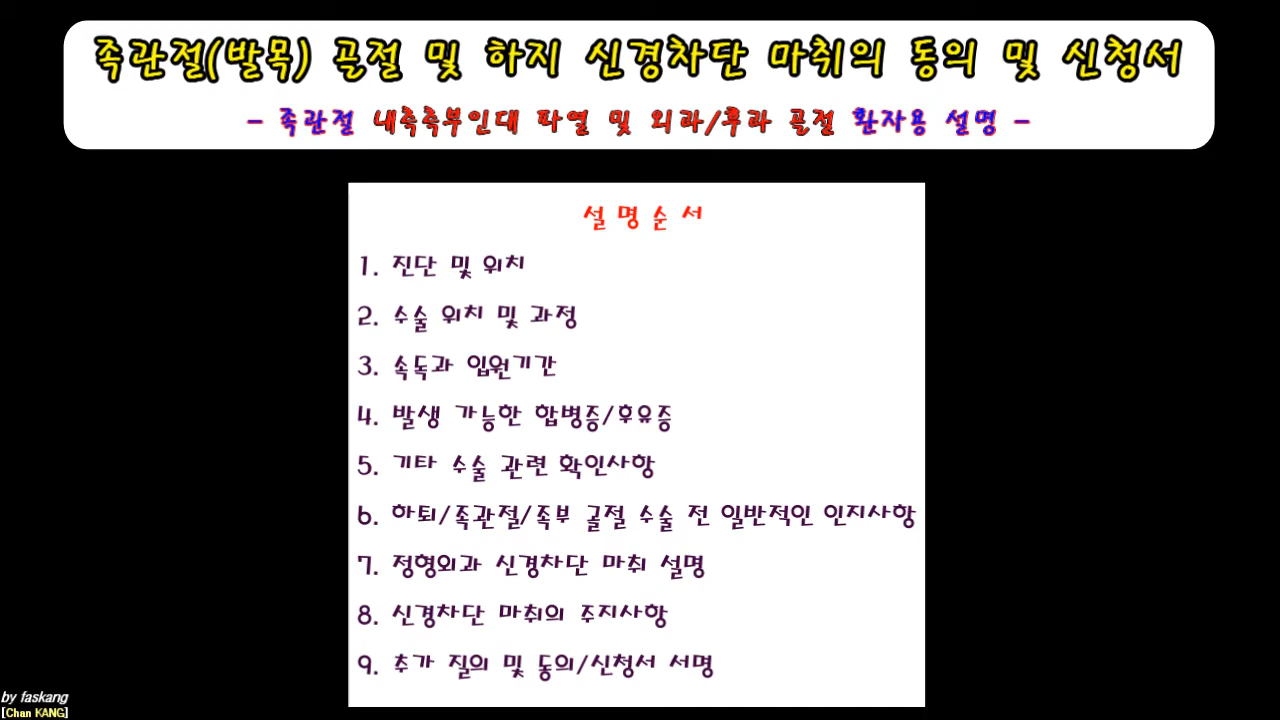 족관절(발목) 골절 및 하지 신경차단 마취의 동의 및 신청서
- 족관절 내측측부인대 파열 및 외과/후과 골절 환자용 설명 -
설 명 순 서
1. 진단 및 위치
2. 수술 위치 및 과정
3. 속독과 입원기간
4. 발생 가능한 합병증/후유증
5. 기타 수술 관련 확인사항
6. 하퇴/족관절/족부 골절 수술 전 일반적인 인지사항
7. 정형외과 신경차단 마취 설명
8. 신경차단 마취의 주지사항
9. 추가 질의 및 동의/신청서 서명
by faskang
[Chan KANG]